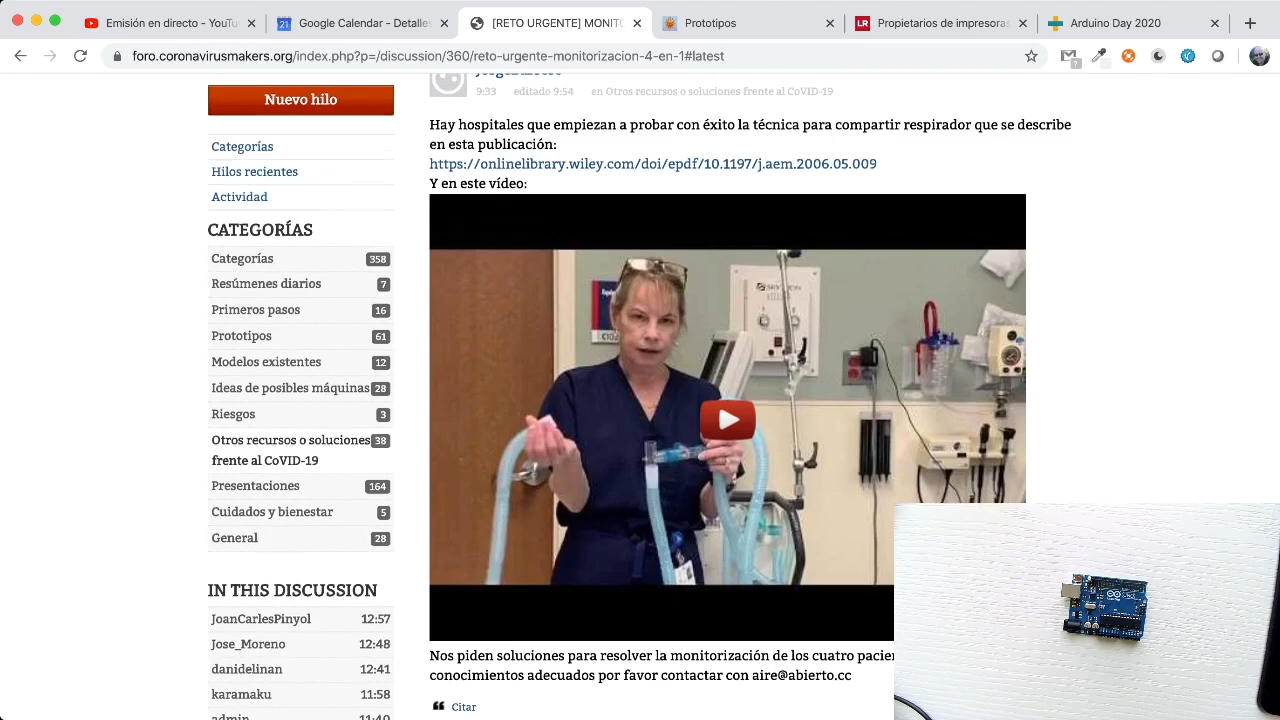 Emisión en directo - YouTu
Google Calendar - Detalles
[RETO URGENTE] MONITO
Prototipos
Propietarios de impresoras
Arduino Day 2020
foro.coronavirusmakers.org/index.php?p=/discussion/360/reto-urgente-monitorizacion-4-en-1#latest
Nuevo hilo
9:33 editado 9:54 en Otros recursos o soluciones frente al CoVID-19
Hay hospitales que empiezan a probar con éxito la técnica para compartir respirador que se describe
en esta publicación:
https://onlinelibrary.wiley.com/doi/epdf/10.1197/j.aem.2006.05.009
Y en este vídeo:
Categorías
Hilos recientes
Actividad
CATEGORÍAS
Categorías 358
Resúmenes diarios 7
Primeros pasos 16
Prototipos 61
Modelos existentes 12
Ideas de posibles máquinas 28
Riesgos 3
Otros recursos o soluciones 38
frente al CoVID-19
Presentaciones 164
Cuidados y bienestar 5
General 28
IN THIS DISCUSSION
JoanCarlesPinyol 12:57
Jose_Moreno 12:48
danidelinan 12:41
karamaku 11:58
admin 11:40
Nos piden soluciones para resolver la monitorización de los cuatro pacien
conocimientos adecuados por favor contactar con aire@abierto.cc
Citar